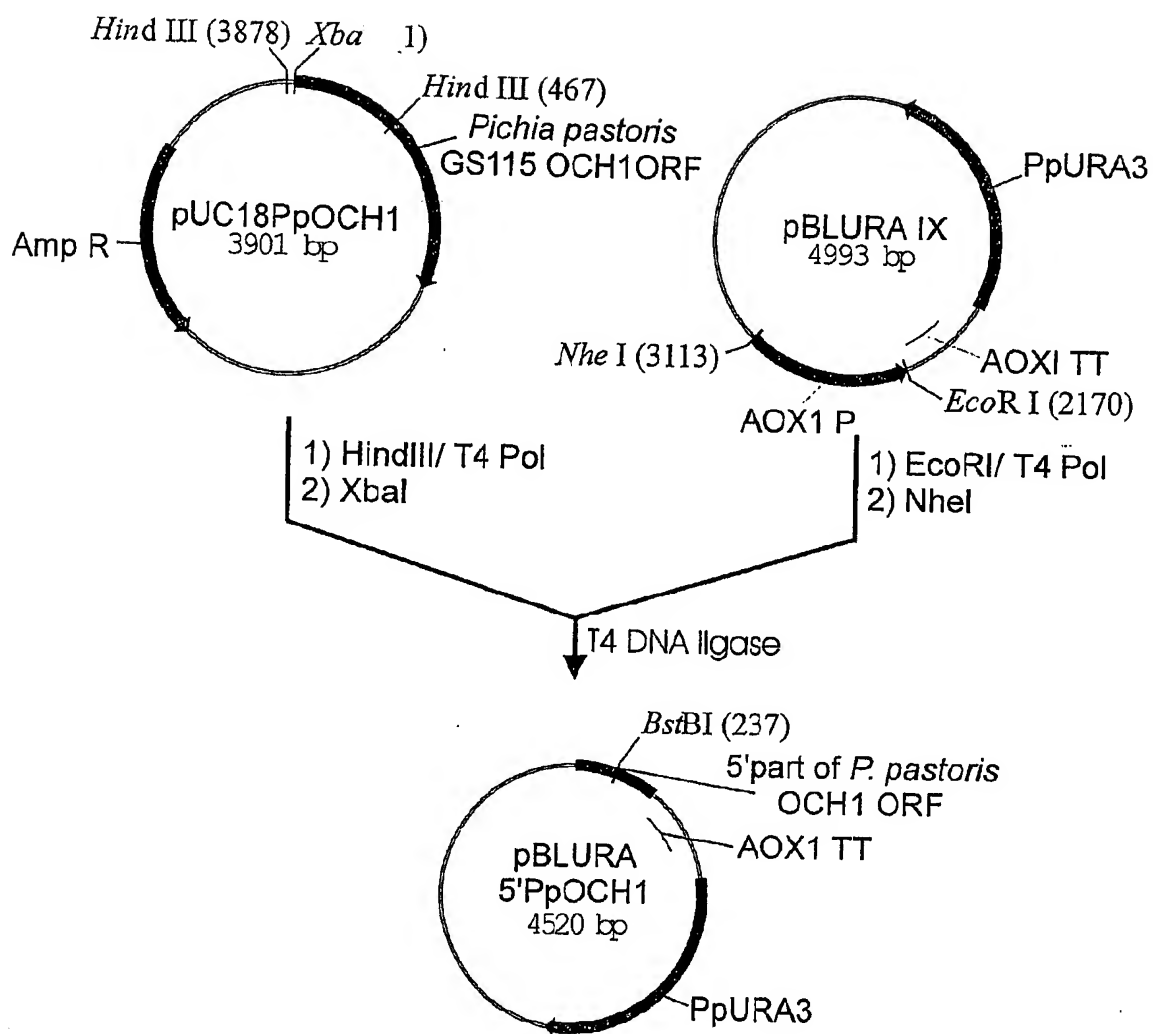 Hind III (3878) Xba 1)
Hind III (467)
Pichia pastoris
GS115 OCH1ORF
pUC18PpOCH1
3901 bp
Amp R
PpURA3
pBLURA IX
4993 bp
Nhe I (3113)
AOXI TT
EcoR I (2170)
AOX1 P
1) HindIII/ T4 Pol
2) XbaI
1) EcoRI/ T4 Pol
2) NheI
T4 DNA ligase
BstBI (237)
5'part of P. pastoris
OCH1 ORF
AOX1 TT
pBLURA
5'PpOCH1
4520 bp
PpURA3